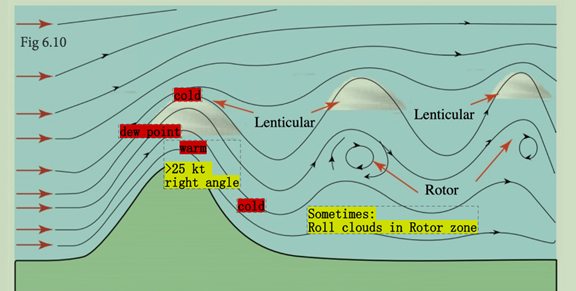 Fig 6.10
cold
Lenticular
Lenticular
dew point
warm
>25 kt
right angle
Rotor
cold
Sometimes:
Roll clouds in Rotor zone